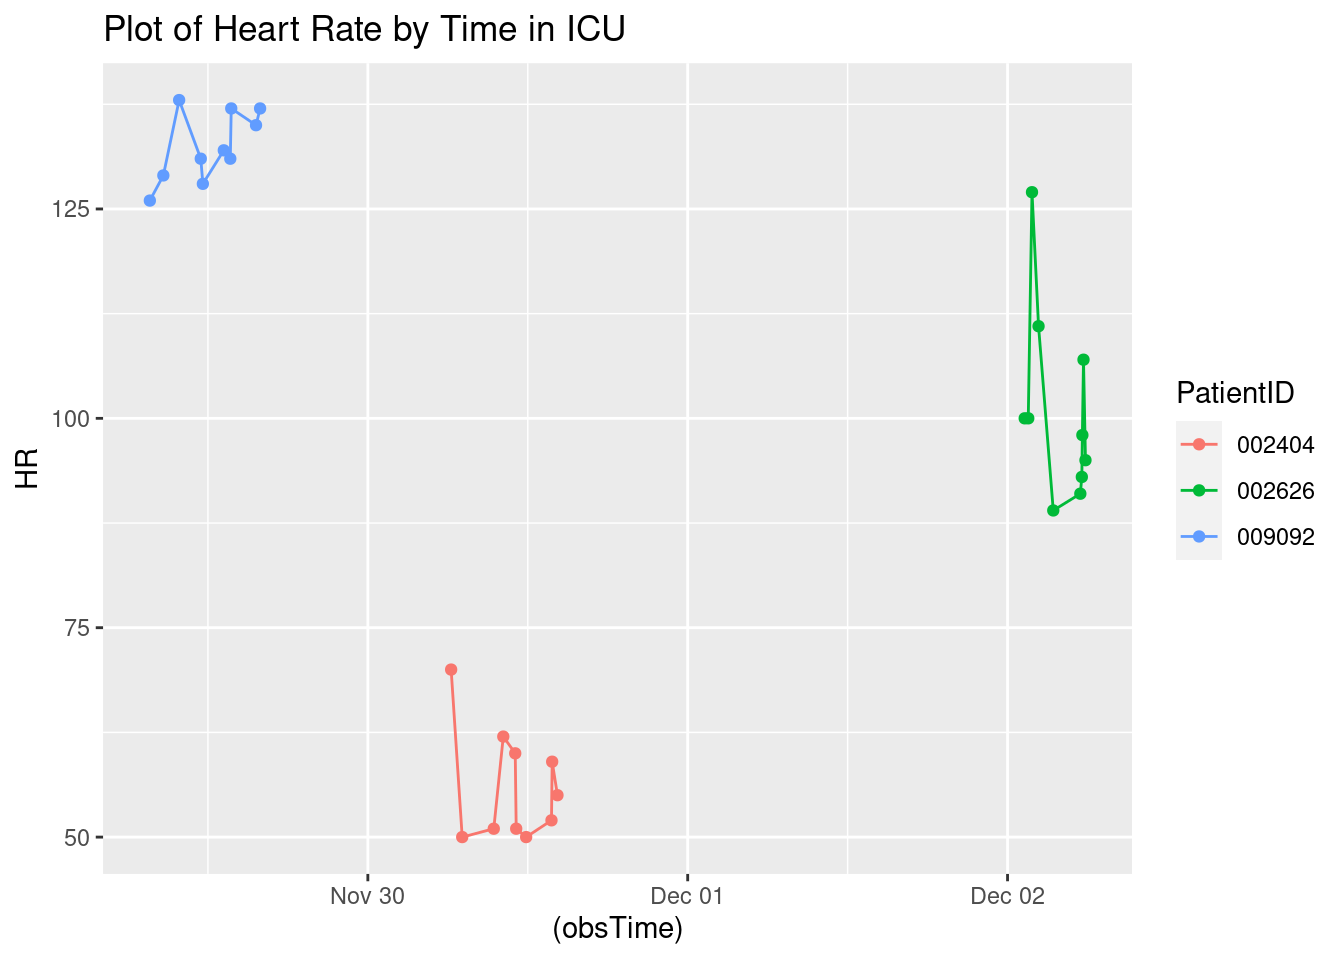 Plot of Heart Rate by Time in ICU
HR
125
100
75
50
Nov 30 Dec 01 Dec 02
(obsTime)
PatientID
002404
002626
009092